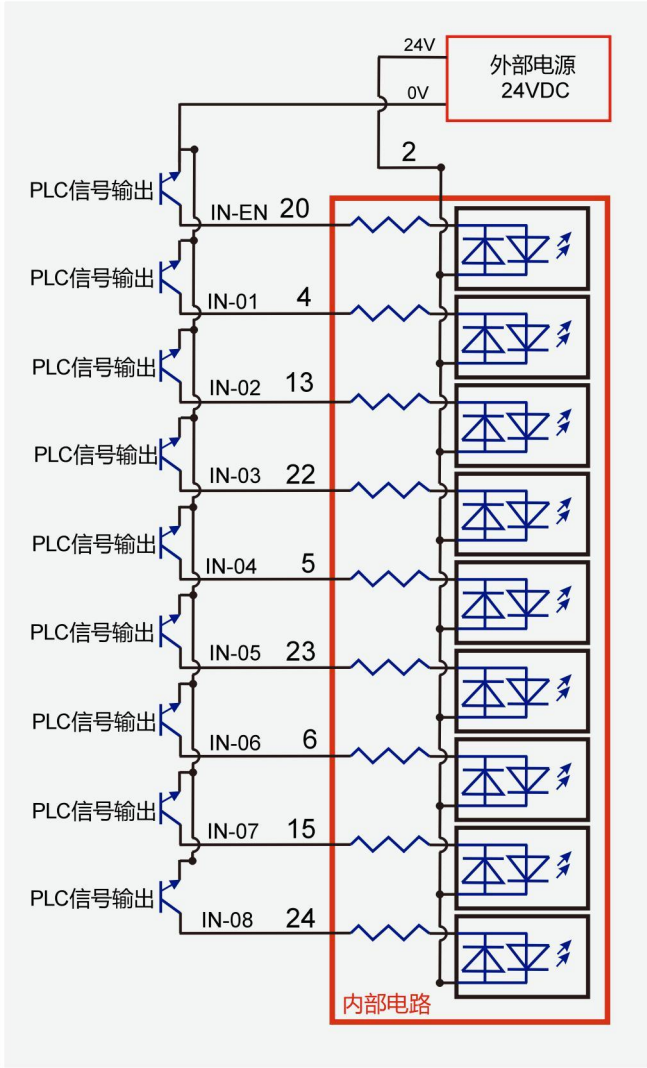 24V
外部电源
24VDC
0V
2
PLC信号输出
IN-EN 20
PLC信号输出
IN-01 4
PLC信号输出
IN-02 13
PLC信号输出
IN-03 22
PLC信号输出
IN-04 5
PLC信号输出
IN-05 23
PLC信号输出
IN-06 6
PLC信号输出
IN-07 15
PLC信号输出
IN-08 24
内部电路